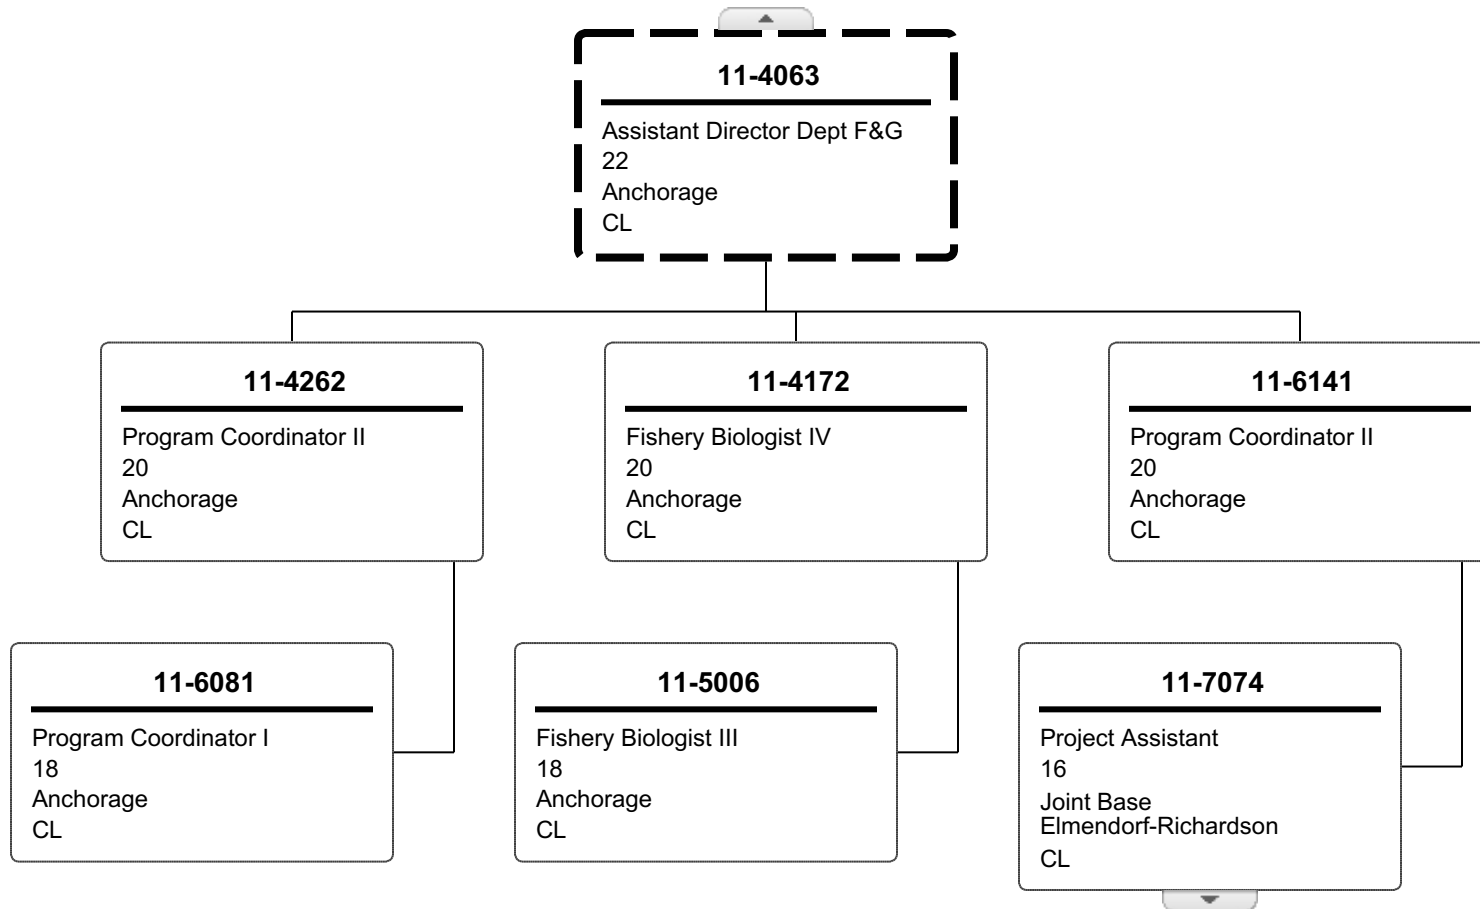 11-4063
Assistant Director Dept F&G
22
Anchorage
CL
11-4262
Program Coordinator II
20
Anchorage
CL
11-4172
Fishery Biologist IV
20
Anchorage
CL
11-6141
Program Coordinator II
20
Anchorage
CL
11-6081
Program Coordinator I
18
Anchorage
CL
11-5006
Fishery Biologist III
18
Anchorage
CL
11-7074
Project Assistant
16
Joint Base
Elmendorf-Richardson
CL